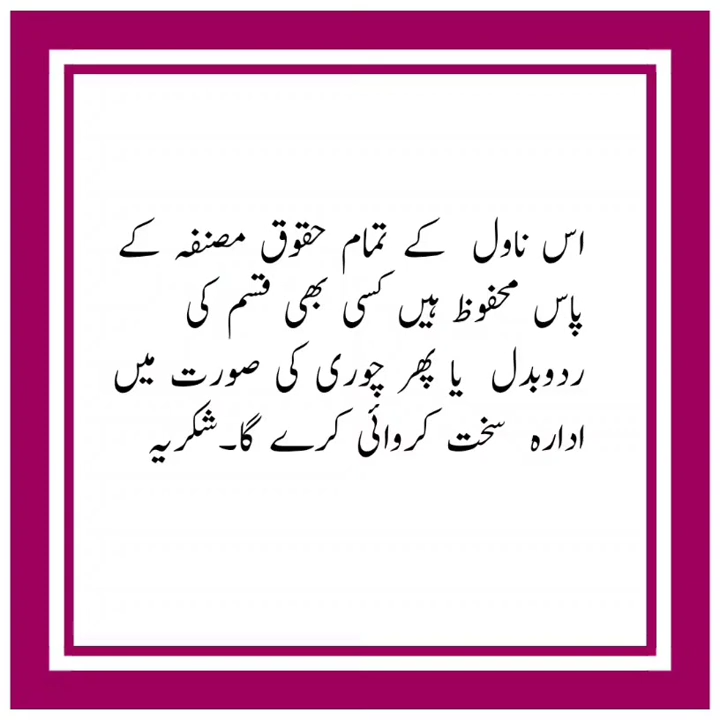 اس ناول کے تمام حقوق مصنفہ کے
پاس محفوظ ہیں کسی بھی قسم کی
ردوبدل یا پھر چوری کی صورت میں
ادارہ سخت کروائی کرے گا۔شکریہ